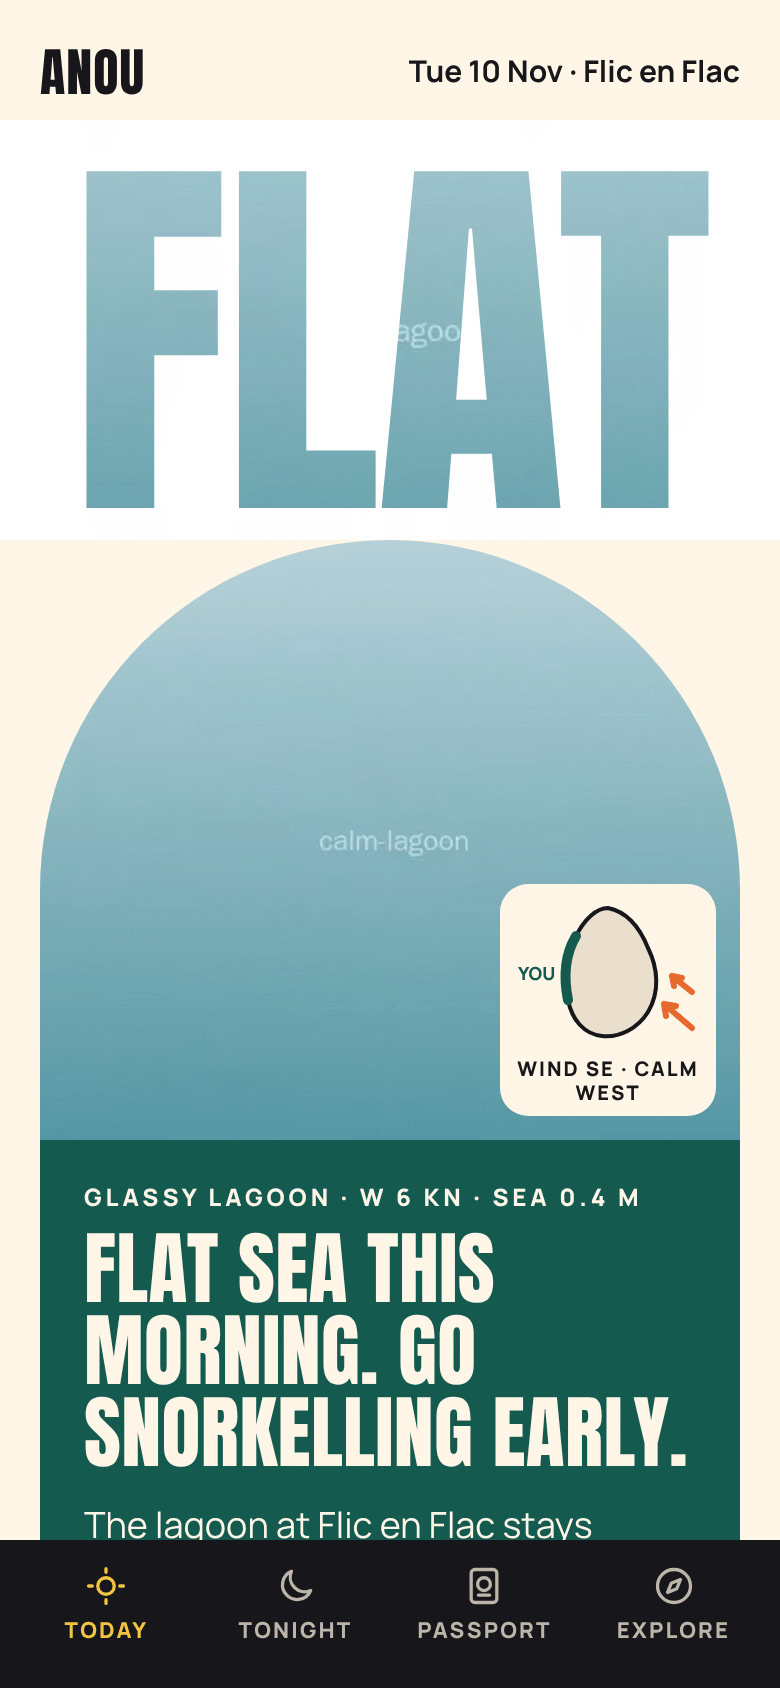 ANOU
Tue 10 Nov · Flic en Flac
FLAT
agoo
calm-lagoon
YOU
WIND SE · CALM
WEST
GLASSY LAGOON · W 6 KN · SEA 0.4 M
FLAT SEA THIS
MORNING. GO
SNORKELLING EARLY.
The lagoon at Flic en Flac stays
TODAY
TONIGHT
PASSPORT
EXPLORE